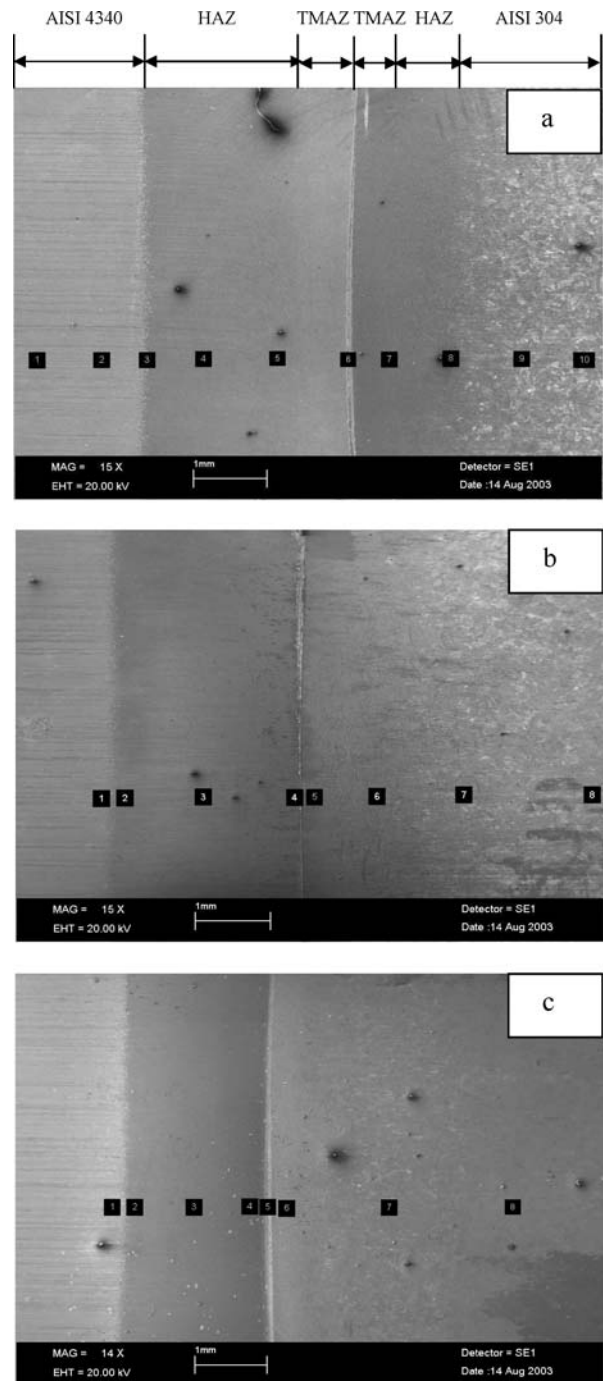 AISI 4340 HAZ TMAZ TMAZ HAZ AISI 304
a
1 2 3 4 5 6 7 8 9 10
MAG = 15 X 1mm Detector = SE1
EHT = 20.00 kV Date :14 Aug 2003
b
1 2 3 4 5 6 7 8
MAG = 15 X 1mm Detector = SE1
EHT = 20.00 kV Date :14 Aug 2003
c
1 2 3 4 5 6 7 8
MAG = 14 X 1mm Detector = SE1
EHT = 20.00 kV Date :14 Aug 2003